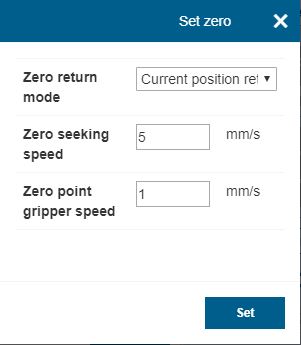 Set zero
Zero return
mode
Current position ret
Zero seeking
speed
5
mm/s
Zero point
gripper speed
1
mm/s
Set